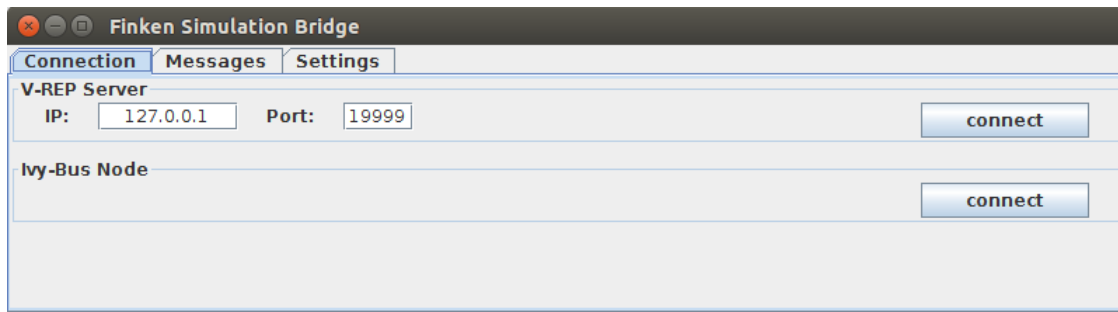 Finken Simulation Bridge
Connection Messages Settings
V-REP Server
IP: 127.0.0.1 Port: 19999 connect
Ivy-Bus Node
connect